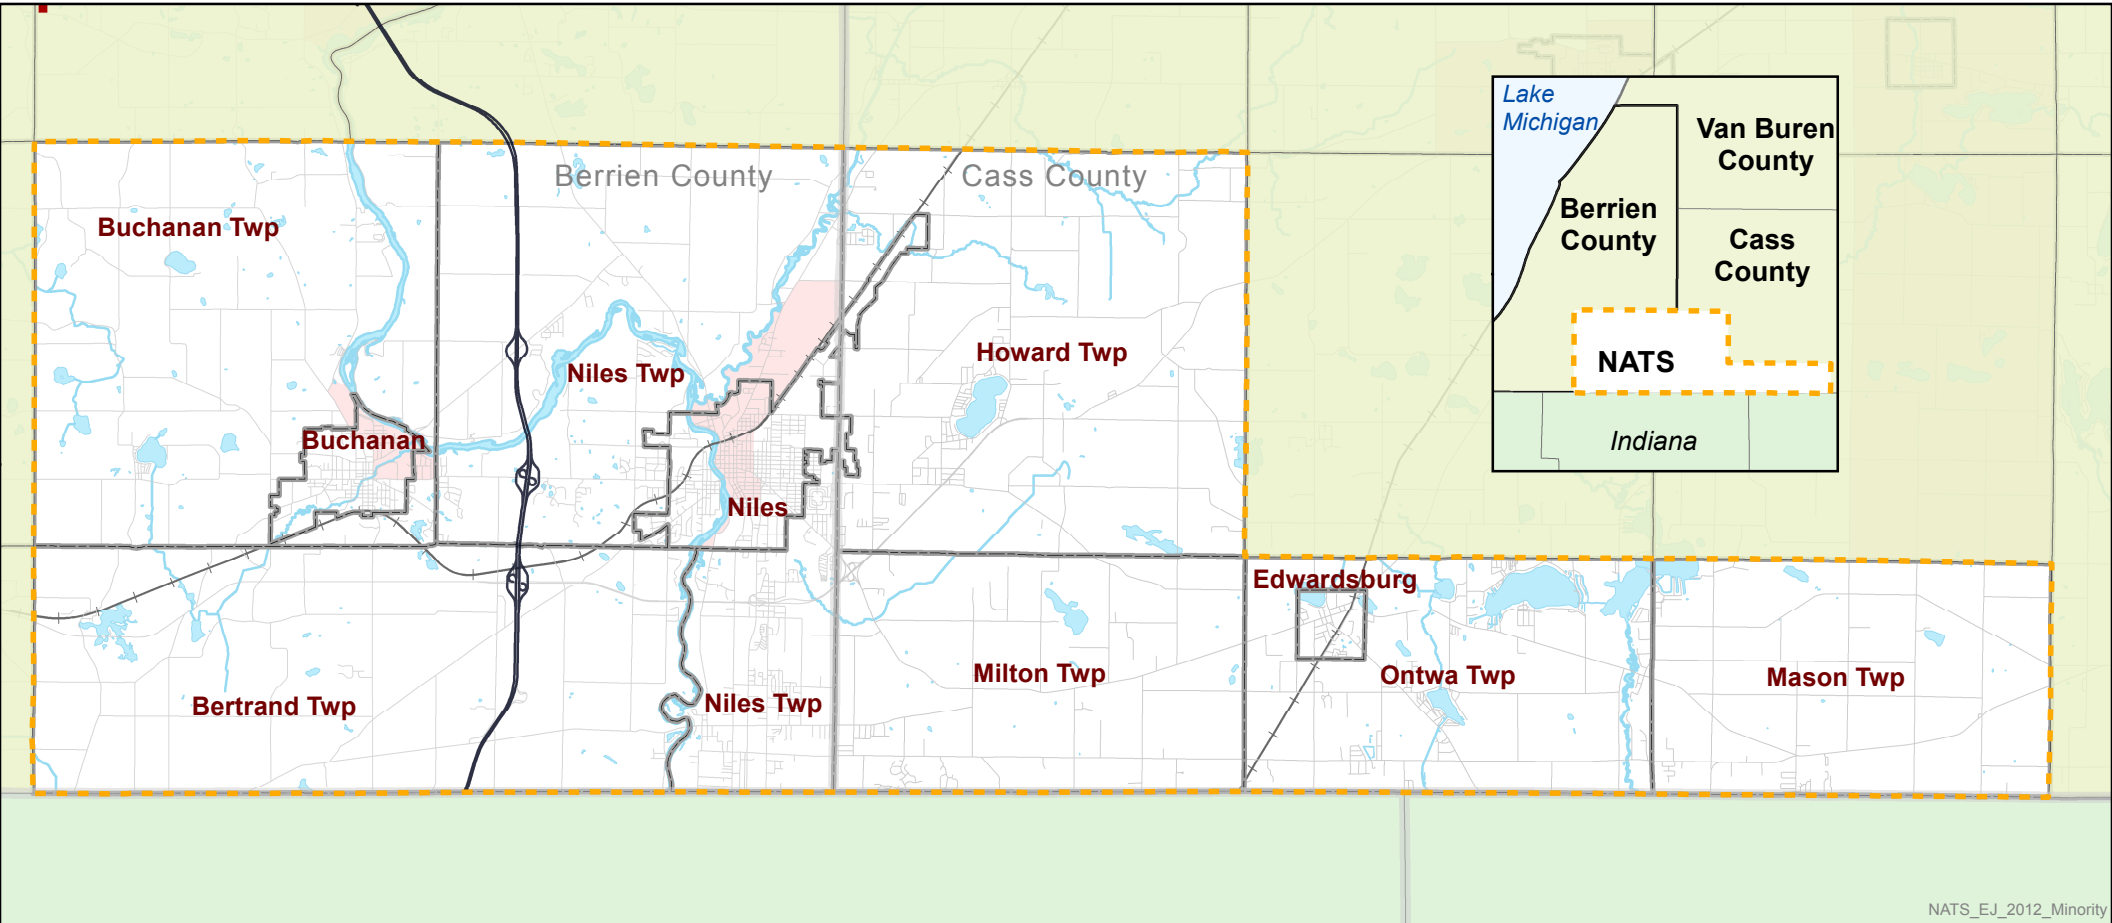 Berrien County
Cass County
Buchanan Twp
Niles Twp
Howard Twp
Buchanan
Niles
Edwardsburg
Bertrand Twp
Niles Twp
Milton Twp
Ontwa Twp
Mason Twp
Lake
Michigan
Van Buren
County
Berrien
County
Cass
County
NATS
Indiana
NATS_EJ_2012_Minority